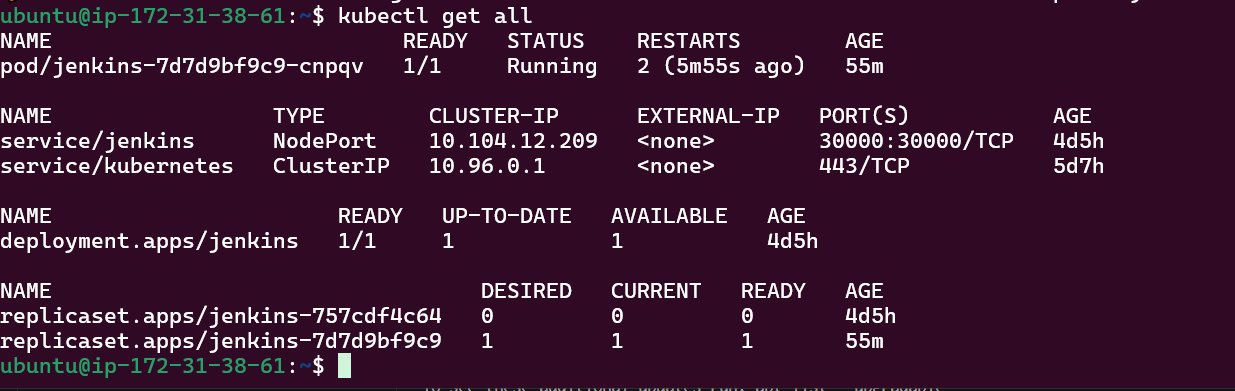 ubuntu@ip-172-31-38-61:~$ kubectl get all
NAME READY STATUS RESTARTS AGE
pod/jenkins-7d7d9bf9c9-cnpqv 1/1 Running 2 (5m55s ago) 55m
NAME TYPE CLUSTER-IP EXTERNAL-IP PORT(S) AGE
service/jenkins NodePort 10.104.12.209 <none> 30000:30000/TCP 4d5h
service/kubernetes ClusterIP 10.96.0.1 <none> 443/TCP 5d7h
NAME READY UP-TO-DATE AVAILABLE AGE
deployment.apps/jenkins 1/1 1 1 4d5h
NAME DESIRED CURRENT READY AGE
replicaset.apps/jenkins-757cdf4c64 0 0 0 4d5h
replicaset.apps/jenkins-7d7d9bf9c9 1 1 1 55m
ubuntu@ip-172-31-38-61:~$